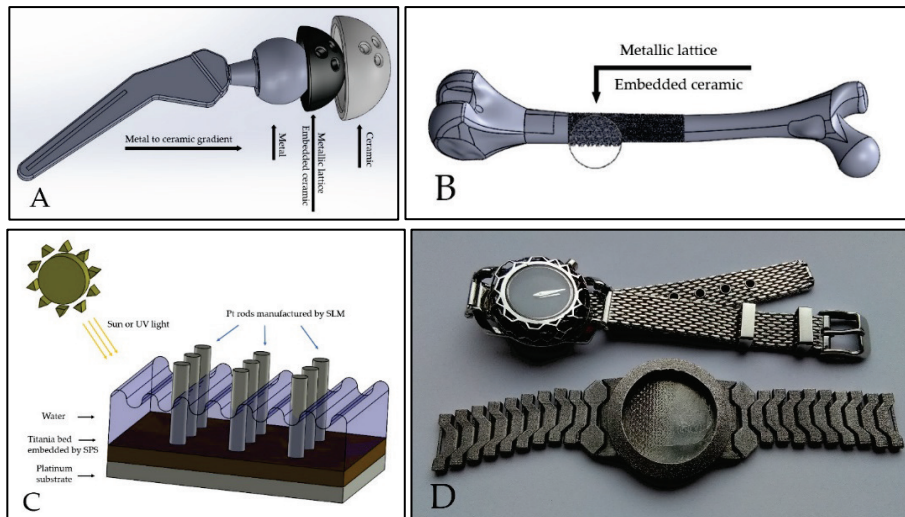 Metal to ceramic gradient
Metal
Metallic lattice
Embedded ceramic
Ceramic
A
Metallic lattice
Embedded ceramic
B
Sun or UV light
Pt rods manufactured by SLM
Water
Titania bed
embedded by SPS
Platinum
substrate
C
D